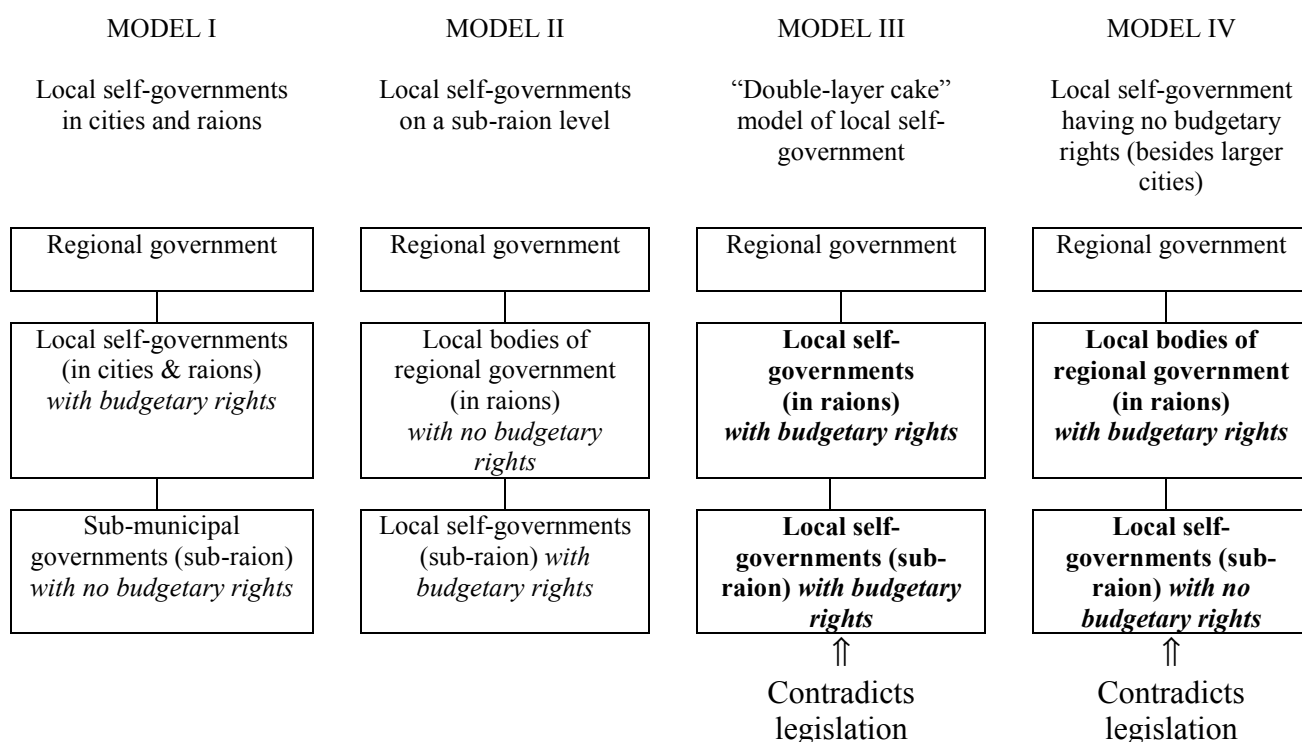 MODEL I
Local self-governments
in cities and raions
Regional government
Local self-governments
(in cities & raions)
with budgetary rights
Sub-municipal
governments (sub-raion)
with no budgetary rights
MODEL II
Local self-governments
on a sub-raion level
Regional government
Local bodies of
regional government
(in raions)
with no budgetary
rights
Local self-governments
(sub-raion) with
budgetary rights
MODEL III
“Double-layer cake”
model of local self-
government
Regional government
Local self-
governments
(in raions)
with budgetary rights
Local self-
governments (sub-
raion) with budgetary
rights
⇑
Contradicts
legislation
MODEL IV
Local self-government
having no budgetary
rights (besides larger
cities)
Regional government
Local bodies of
regional government
(in raions)
with budgetary rights
Local self-
governments (sub-
raion) with no
budgetary rights
⇑
Contradicts
legislation